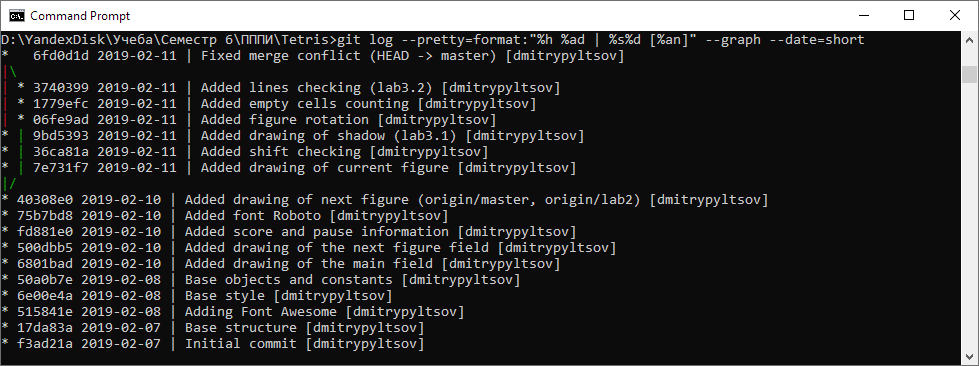 Command Prompt
D:\YandexDisk\Учеба\Семестр 6\ПППИ\Tetris>git log --pretty=format:"%h %ad | %s%d [%an]" --graph --date=short
*   6fd0d1d 2019-02-11 | Fixed merge conflict (HEAD -> master) [dmitrypyltsov]
|\
| * 3740399 2019-02-11 | Added lines checking (lab3.2) [dmitrypyltsov]
| * 1779efc 2019-02-11 | Added empty cells counting [dmitrypyltsov]
| * 06fe9ad 2019-02-11 | Added figure rotation [dmitrypyltsov]
* | 9bd5393 2019-02-11 | Added drawing of shadow (lab3.1) [dmitrypyltsov]
* | 36ca81a 2019-02-11 | Added shift checking [dmitrypyltsov]
* | 7e731f7 2019-02-11 | Added drawing of current figure [dmitrypyltsov]
|/
* 40308e0 2019-02-10 | Added drawing of next figure (origin/master, origin/lab2) [dmitrypyltsov]
* 75b7bd8 2019-02-10 | Added font Roboto [dmitrypyltsov]
* fd881e0 2019-02-10 | Added score and pause information [dmitrypyltsov]
* 500dbb5 2019-02-10 | Added drawing of the next figure field [dmitrypyltsov]
* 6801bad 2019-02-10 | Added drawing of the main field [dmitrypyltsov]
* 50a0b7e 2019-02-08 | Base objects and constants [dmitrypyltsov]
* 6e00e4a 2019-02-08 | Base style [dmitrypyltsov]
* 515841e 2019-02-08 | Adding Font Awesome [dmitrypyltsov]
* 17da83a 2019-02-07 | Base structure [dmitrypyltsov]
* f3ad21a 2019-02-07 | Initial commit [dmitrypyltsov]